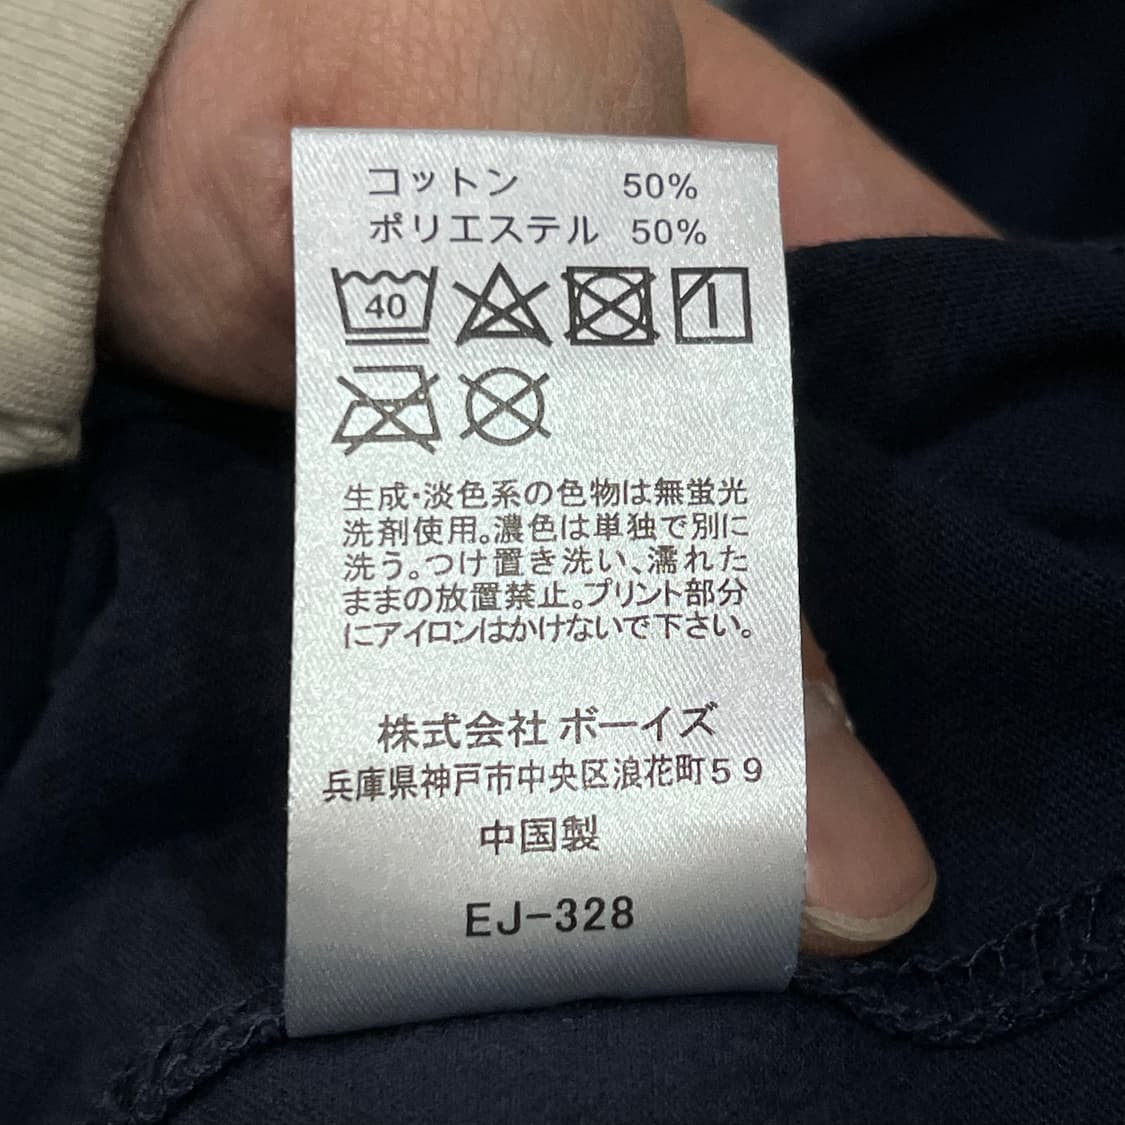 コットン 50%
ポリエステル 50%
40
生成・淡色系の色物は無蛍光
洗剤使用。濃色は単独で別に
洗う。つけ置き洗い、濡れた
ままの放置禁止。プリント部分
にアイロンはかけないで下さい。
株式会社 ボーイズ
兵庫県神戸市中央区浪花町59
中国製
EJ-328